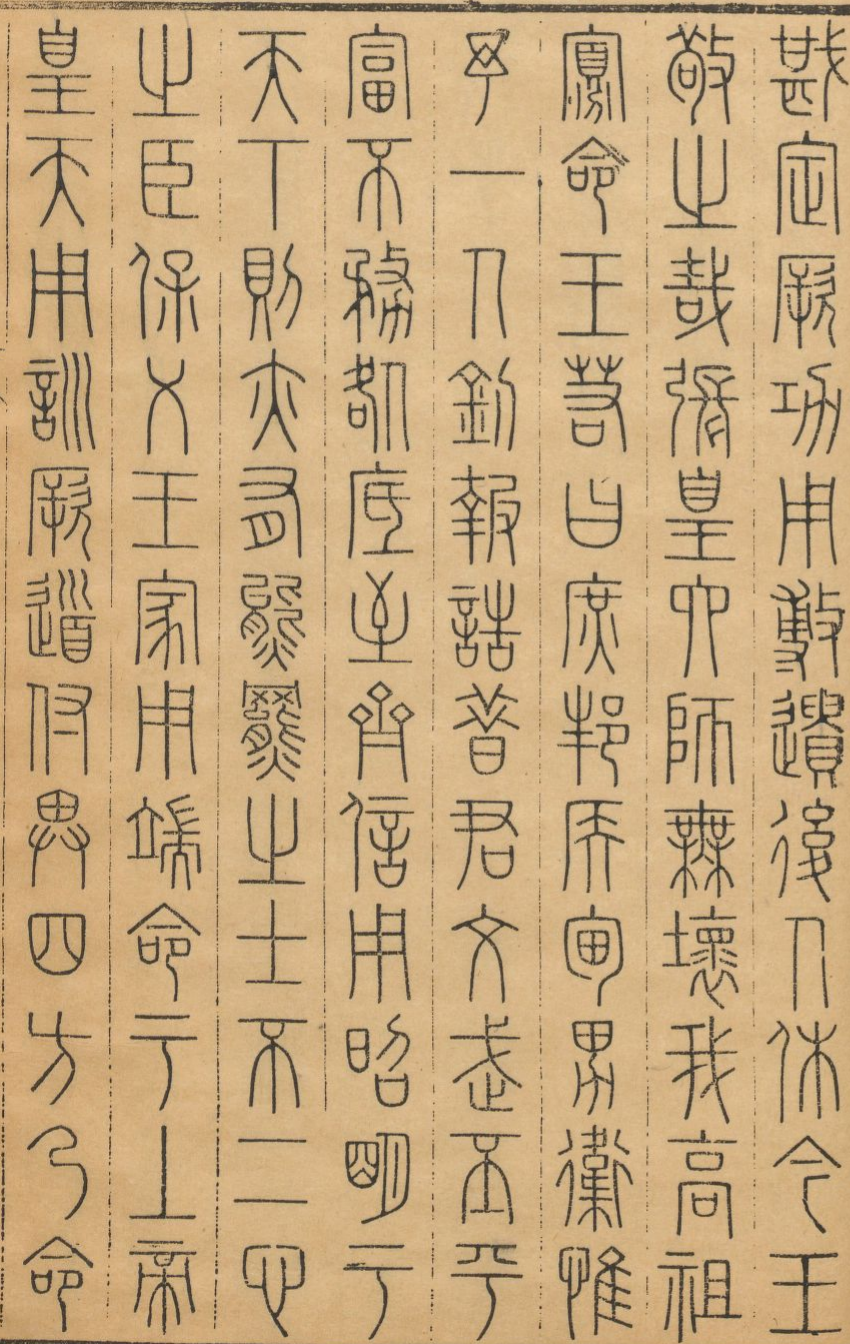 戡定厥功用敷遺後人休今王
敬之哉張皇六師無壞我高祖
寡命王若曰庶邦侯甸男衛惟
予一人釗報誥昔君文武丕平
富不務咎底至齊信用昭明于
天下則亦有熊羆之士不二心
之臣保乂王家用端命于上帝
皇天用訓厥道付畀四方乃命